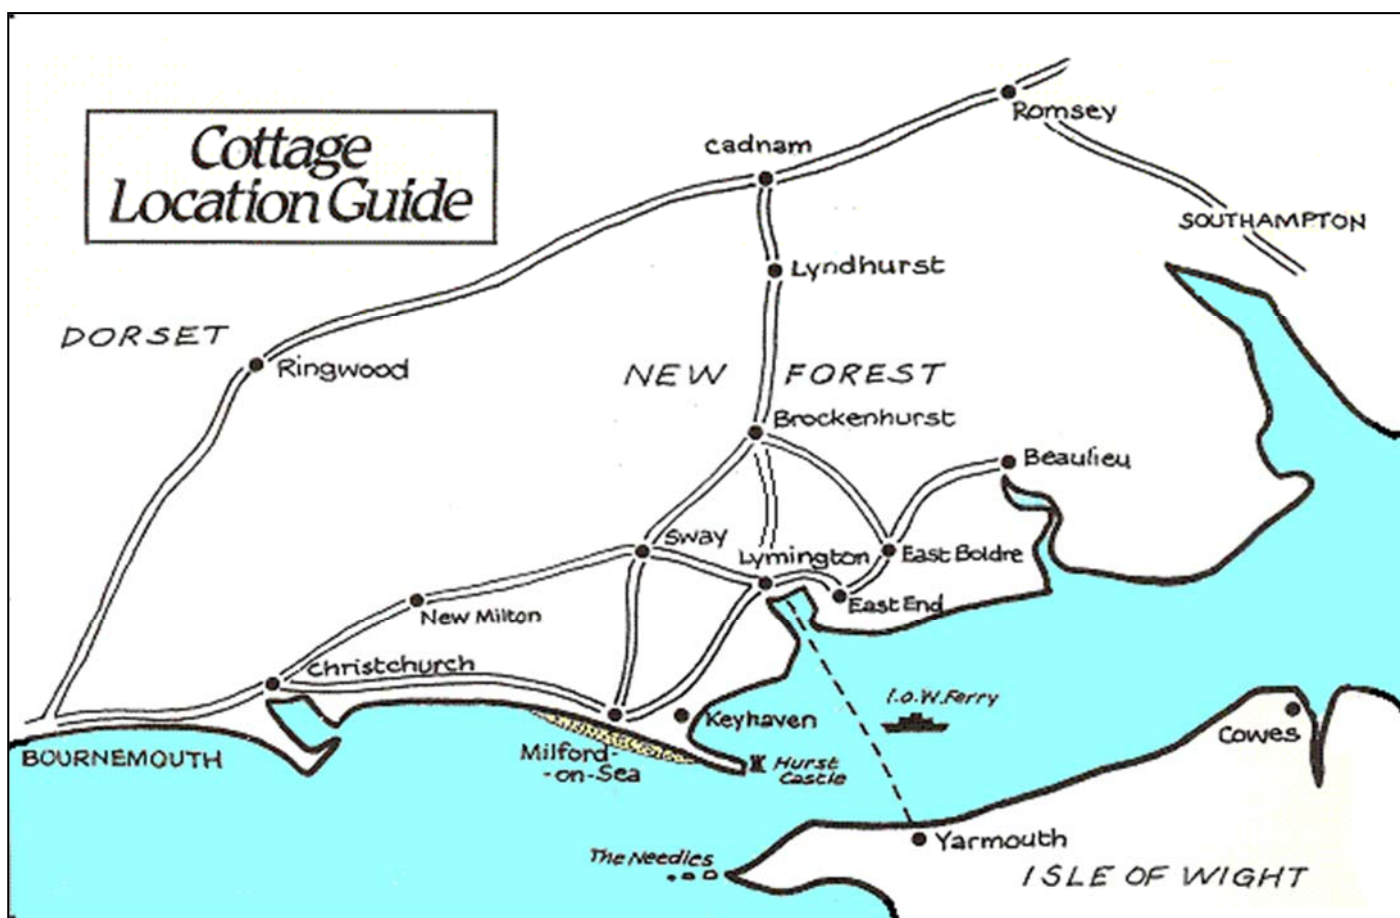 Cottage
Location Guide
Romsey
Cadnam
SOUTHAMPTON
Lyndhurst
DORSET
Ringwood
NEW FOREST
Brockenhurst
Beaulieu
Sway
Lymington
East Boldre
East End
New Milton
Christchurch
I.o.W.Ferry
Keyhaven
Cowes
BOURNEMOUTH
Milford-
-on-Sea
Hurst
Castle
Yarmouth
The Needles
ISLE OF WIGHT